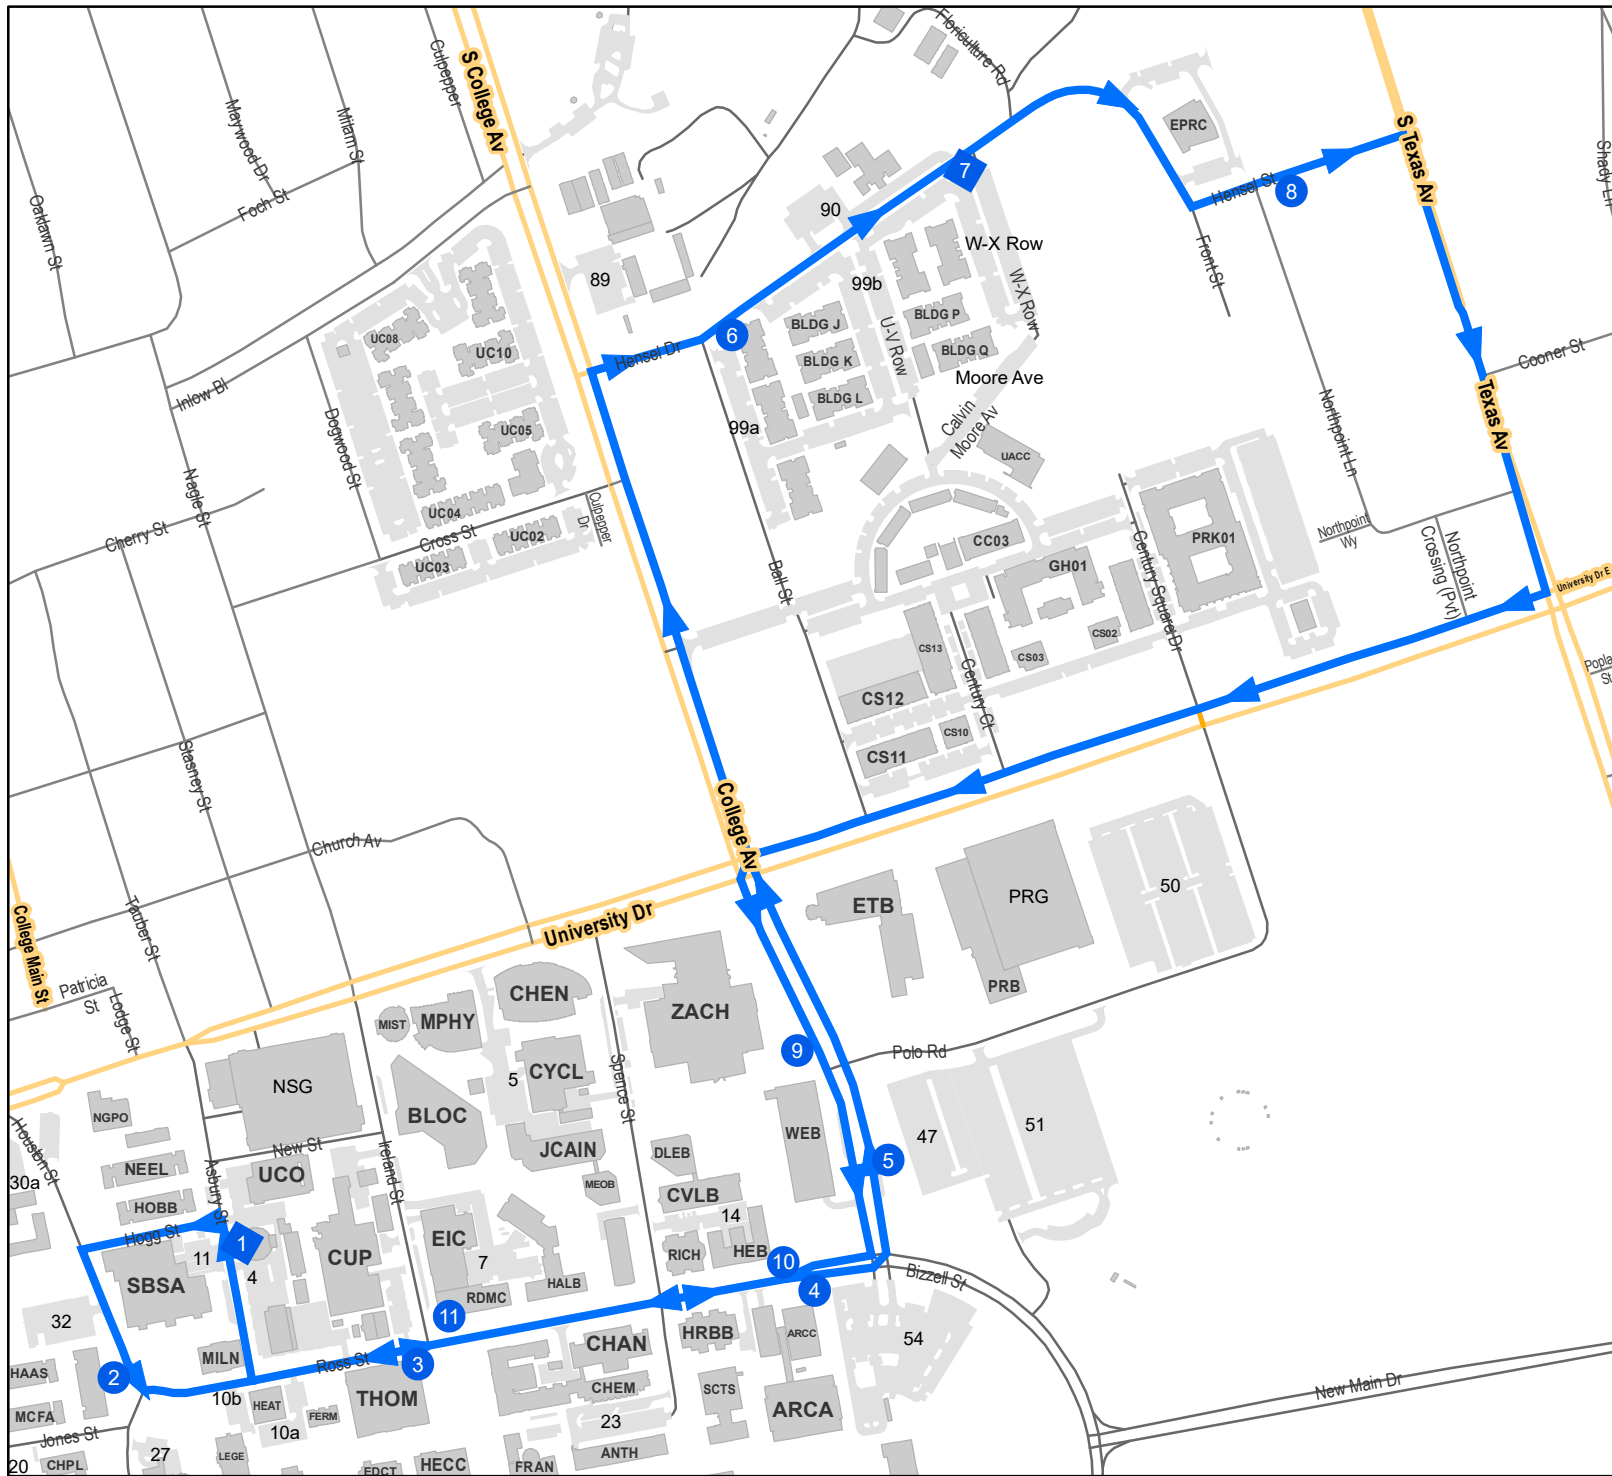 Floriculture Rd
Culpepper
S College Av
Maywood Dr
Milam St
EPRC
S Texas Av
Shady Ln
7
Hensel St
8
Foch St
Oaklawn St
90
W-X Row
Front St
89
99b
W-X Row
BLDG J
BLDG P
6
U-V Row
UC08
UC10
Hensel Dr
BLDG K
BLDG Q
Cooner St
Inlow Bl
BLDG L
Moore Ave
Texas Av
Dogwood St
UC05
99a
Calvin
Moore Av
UACC
Northpoint Ln
Nagle St
UC04
Culpepper
Dr
Cherry St
Cross St
UC02
CC03
PRK01
Northpoint
Wy
Northpoint
Crossing (Pvt)
UC03
Ball St
GH01
Century Square Dr
University Dr E
CS13
CS03
CS02
Century Ct
Popla
St
CS12
CS10
CS11
Stasney St
College Av
Church Av
ETB
PRG
50
College Main St
Tauber St
University Dr
PRB
Patricia
St
Lodge St
CHEN
MIST
MPHY
ZACH
9
Polo Rd
Spence St
5
CYCL
NSG
Houston St
NGPO
BLOC
47
51
WEB
New St
JCAIN
DLEB
5
NEEL
UCO
Ireland St
MEOB
CVLB
30a
Asbury St
HOBB
14
Hogg St
1
11
4
CUP
EIC
7
RICH
HEB
10
SBSA
HALB
4
Bizzell St
RDMC
11
32
HRBB
ARCC
54
MILN
Ross St
3
CHAN
HAAS
2
10b
HEAT
THOM
CHEM
SCTS
New Main Dr
MCFA
FERM
23
ARCA
Jones St
10a
27
LEGE
ANTH
20
CHPL
EDCT
HECC
FRAN